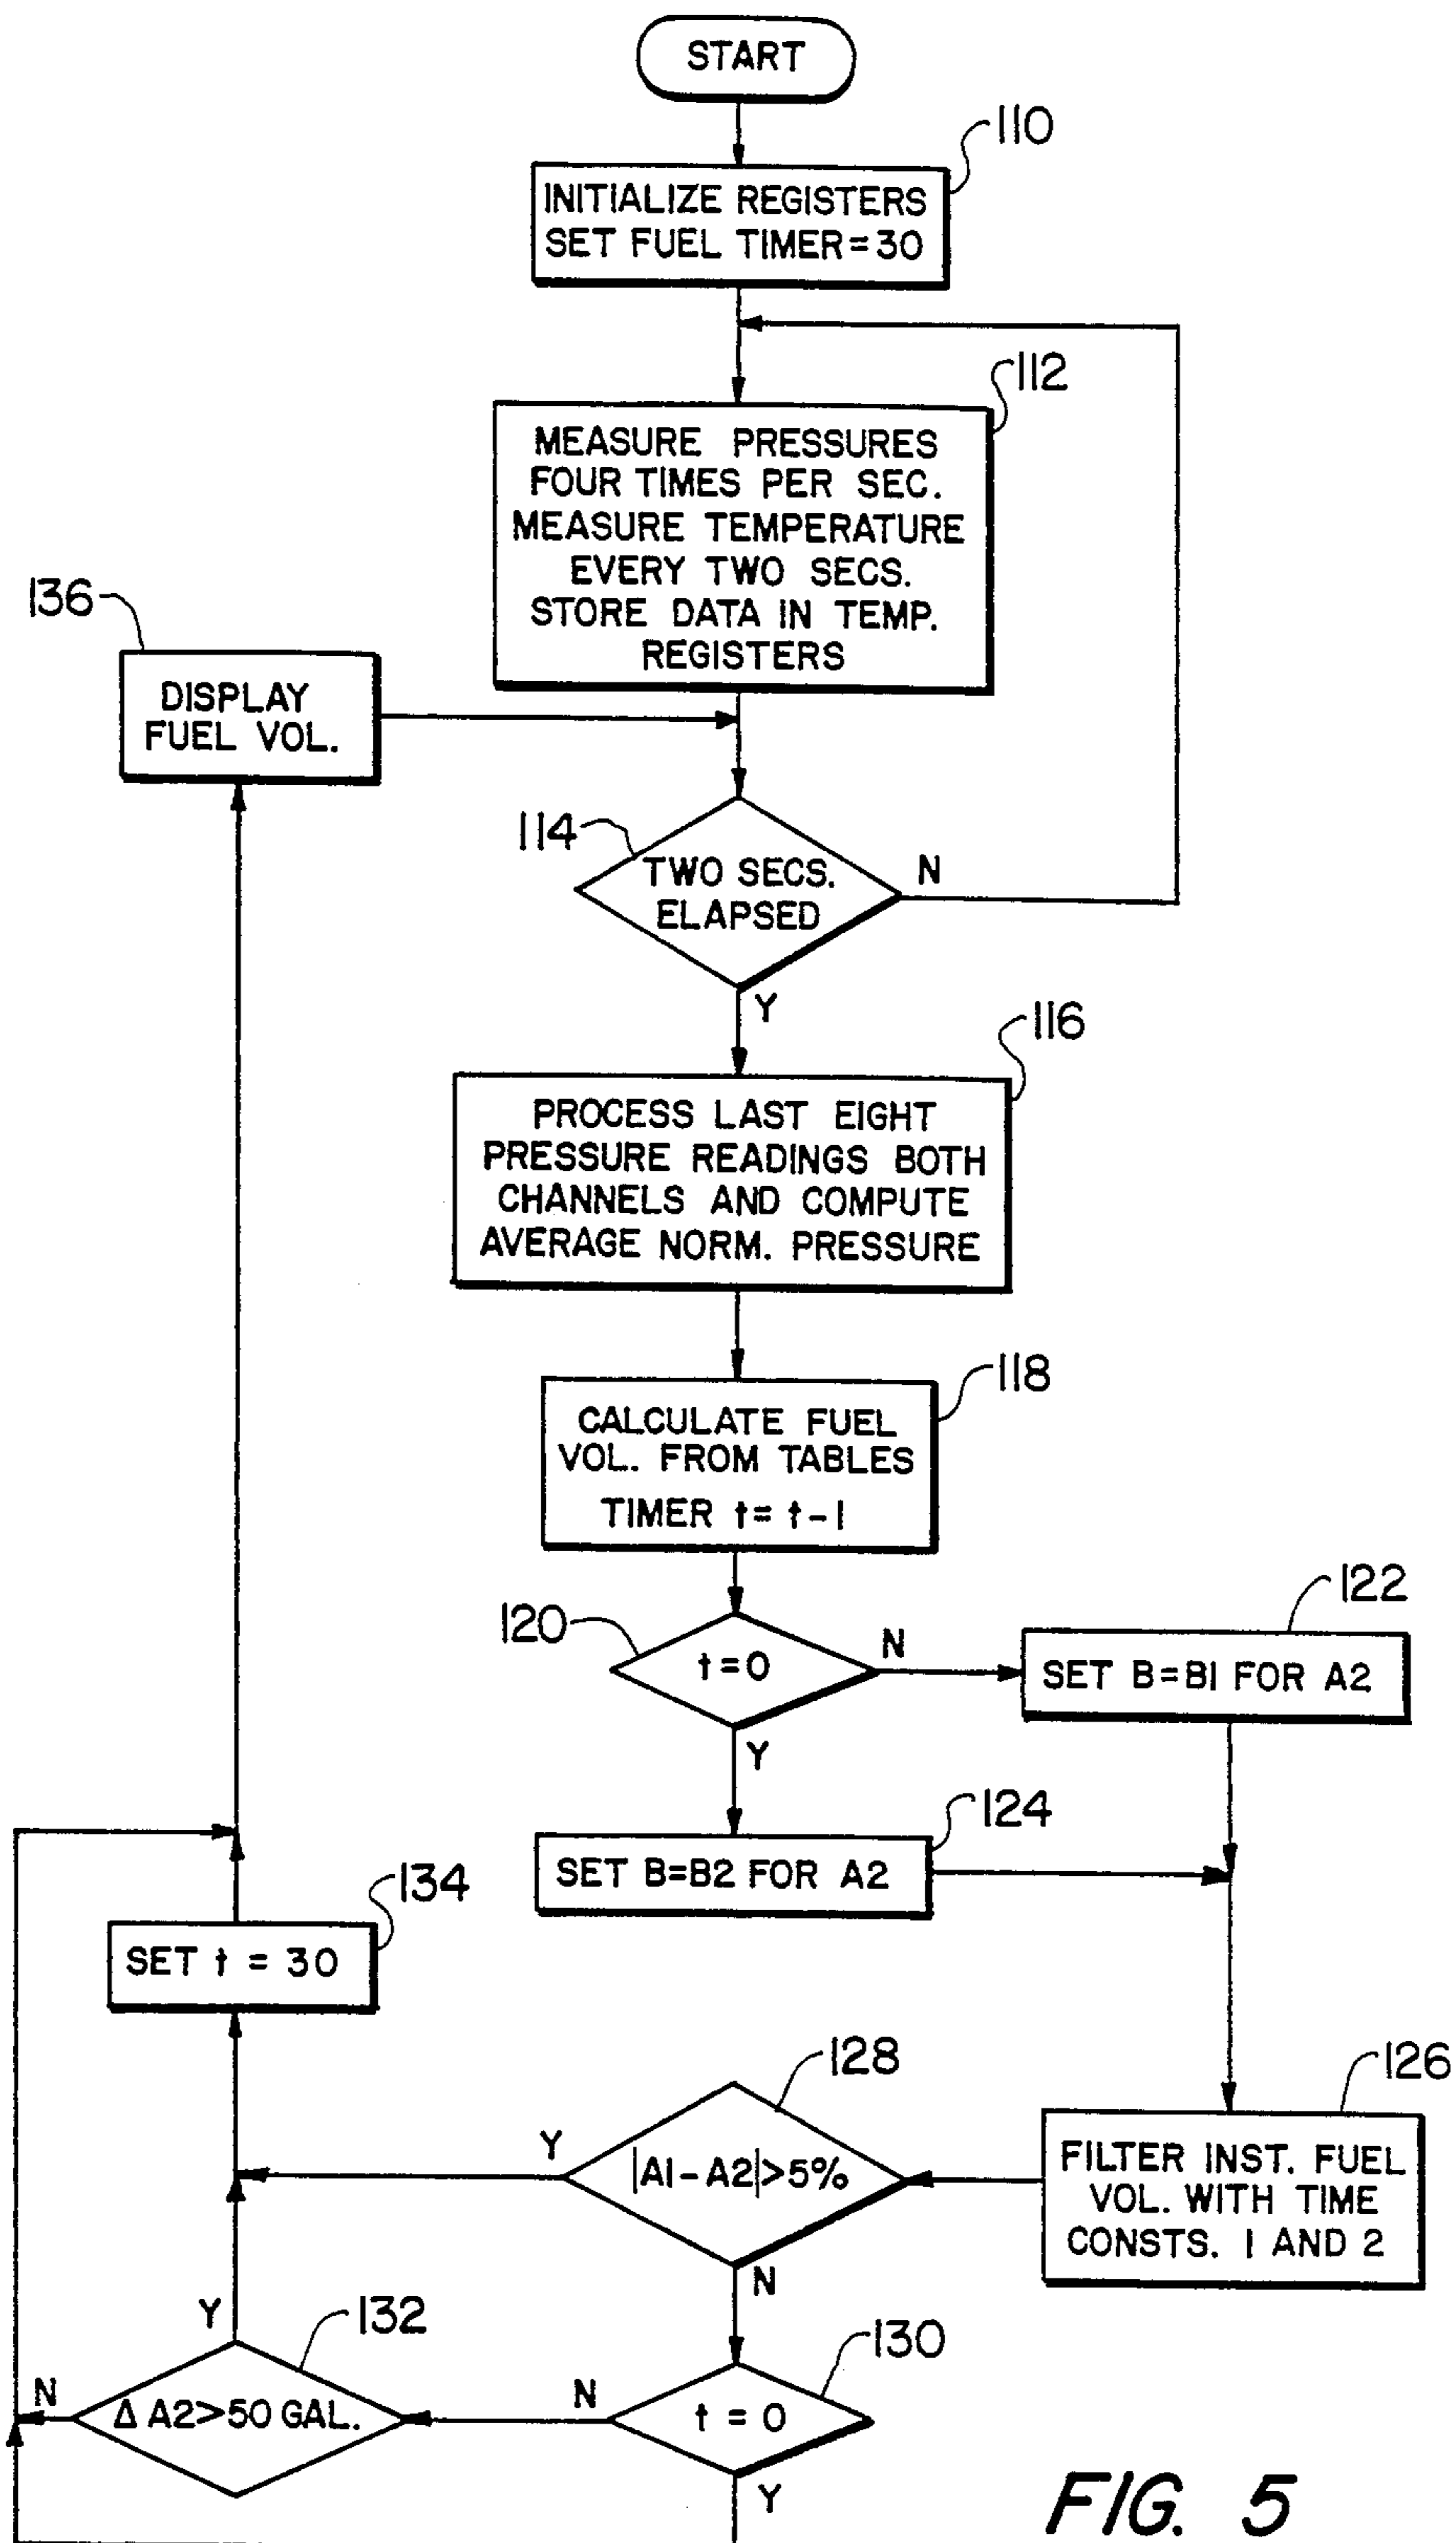 START
110
INITIALIZE REGISTERS
SET FUEL TIMER=30
112
MEASURE PRESSURES
FOUR TIMES PER SEC.
MEASURE TEMPERATURE
EVERY TWO SECS.
STORE DATA IN TEMP.
REGISTERS
136
DISPLAY
FUEL VOL.
114
TWO SECS.
ELAPSED
N
Y
116
PROCESS LAST EIGHT
PRESSURE READINGS BOTH
CHANNELS AND COMPUTE
AVERAGE NORM. PRESSURE
118
CALCULATE FUEL
VOL. FROM TABLES
TIMER t= t-1
120
t=0
N
Y
122
SET B=B1 FOR A2
124
SET B=B2 FOR A2
134
SET t = 30
126
FILTER INST. FUEL
VOL. WITH TIME
CONSTS. 1 AND 2
128
|A1-A2|>5%
Y
N
130
t = 0
N
Y
132
Δ A2>50 GAL.
Y
N
FIG. 5